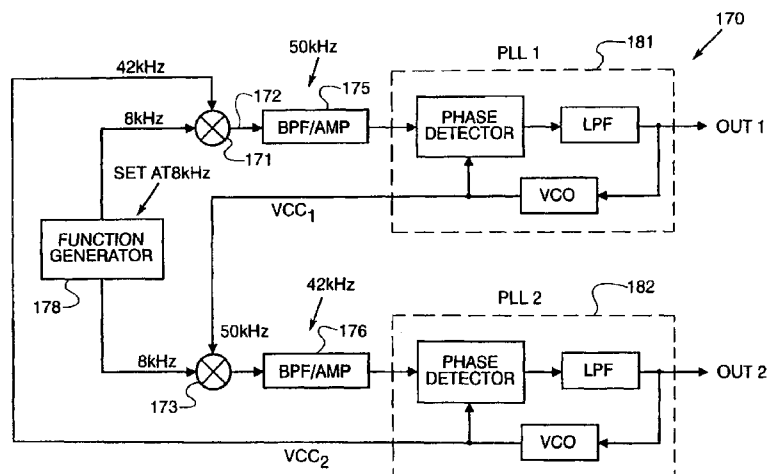 170
181
PLL 1
50kHz
42kHz
175
172
8kHz
BPF/AMP
PHASE
DETECTOR
LPF
OUT 1
171
SET AT8kHz
VCO
VCC1
FUNCTION
GENERATOR
178
42kHz
PLL 2
182
50kHz
176
8kHz
BPF/AMP
PHASE
DETECTOR
LPF
OUT 2
173
VCO
VCC2